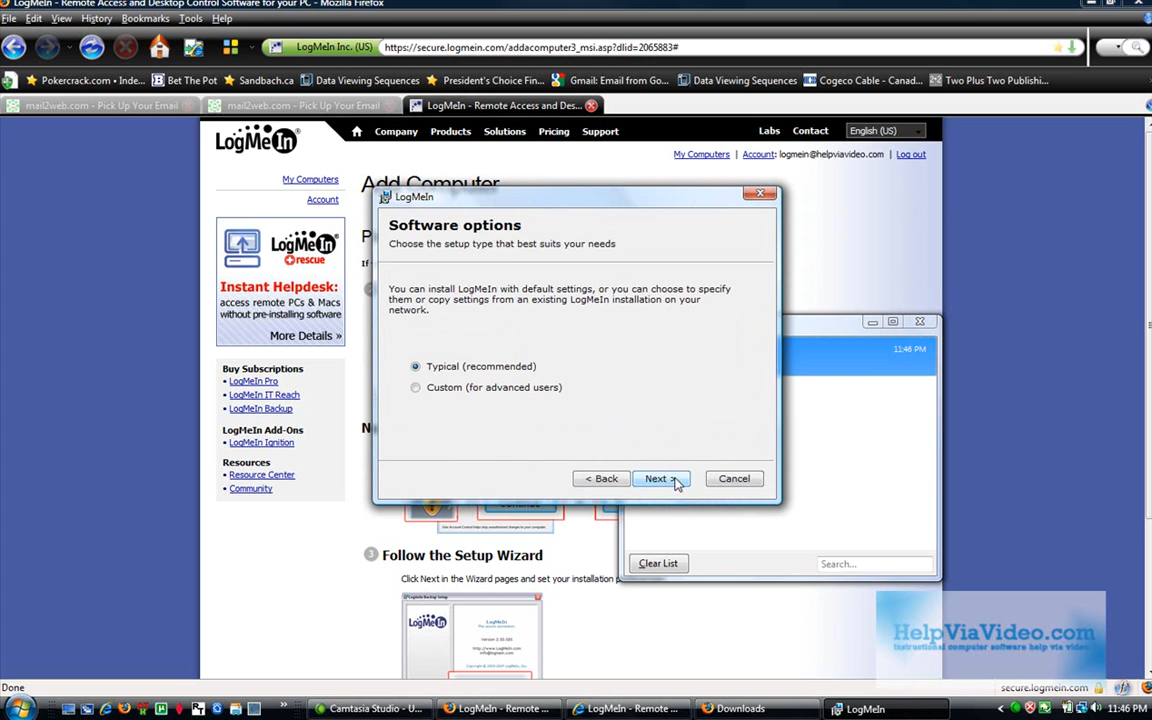 LogMeIn - Remote Access and Desktop Control Software for your PC - Mozilla Firefox
File Edit View History Bookmarks Tools Help
LogMeIn Inc. (US) https://secure.logmein.com/addacomputer3_msi.asp?dlid=2065883#
Pokercrack.com - Inde... Bet The Pot Sandbach.ca Data Viewing Sequences President's Choice Fin... Gmail: Email from Go... Data Viewing Sequences Cogeco Cable - Canad... Two Plus Two Publishi...
mail2web.com - Pick Up Your Email mail2web.com - Pick Up Your Email LogMeIn - Remote Access and Des...
LogMeIn Company Products Solutions Pricing Support Labs Contact English (US)
My Computers | Account: logmein@helpviavideo.com | Log out
My Computers
Account
Add Computer
LogMeIn
rescue
Instant Helpdesk:
access remote PCs & Macs
without pre-installing software
More Details »
Buy Subscriptions
• LogMeIn Pro
• LogMeIn IT Reach
• LogMeIn Backup
LogMeIn Add-Ons
• LogMeIn Ignition
Resources
• Resource Center
• Community
LogMeIn
Software options
Choose the setup type that best suits your needs
You can install LogMeIn with default settings, or you can choose to specify
them or copy settings from an existing LogMeIn installation on your
network.
Typical (recommended)
Custom (for advanced users)
< Back Next > Cancel
11:46 PM
Clear List Search...
3 Follow the Setup Wizard
Click Next in the Wizard pages and set your installation
LogMeIn
HelpViaVideo.com
instructional computer software help via video
Done secure.logmein.com
Camtasia Studio - U... LogMeIn - Remote ... LogMeIn - Remote ... Downloads LogMeIn 11:46 PM